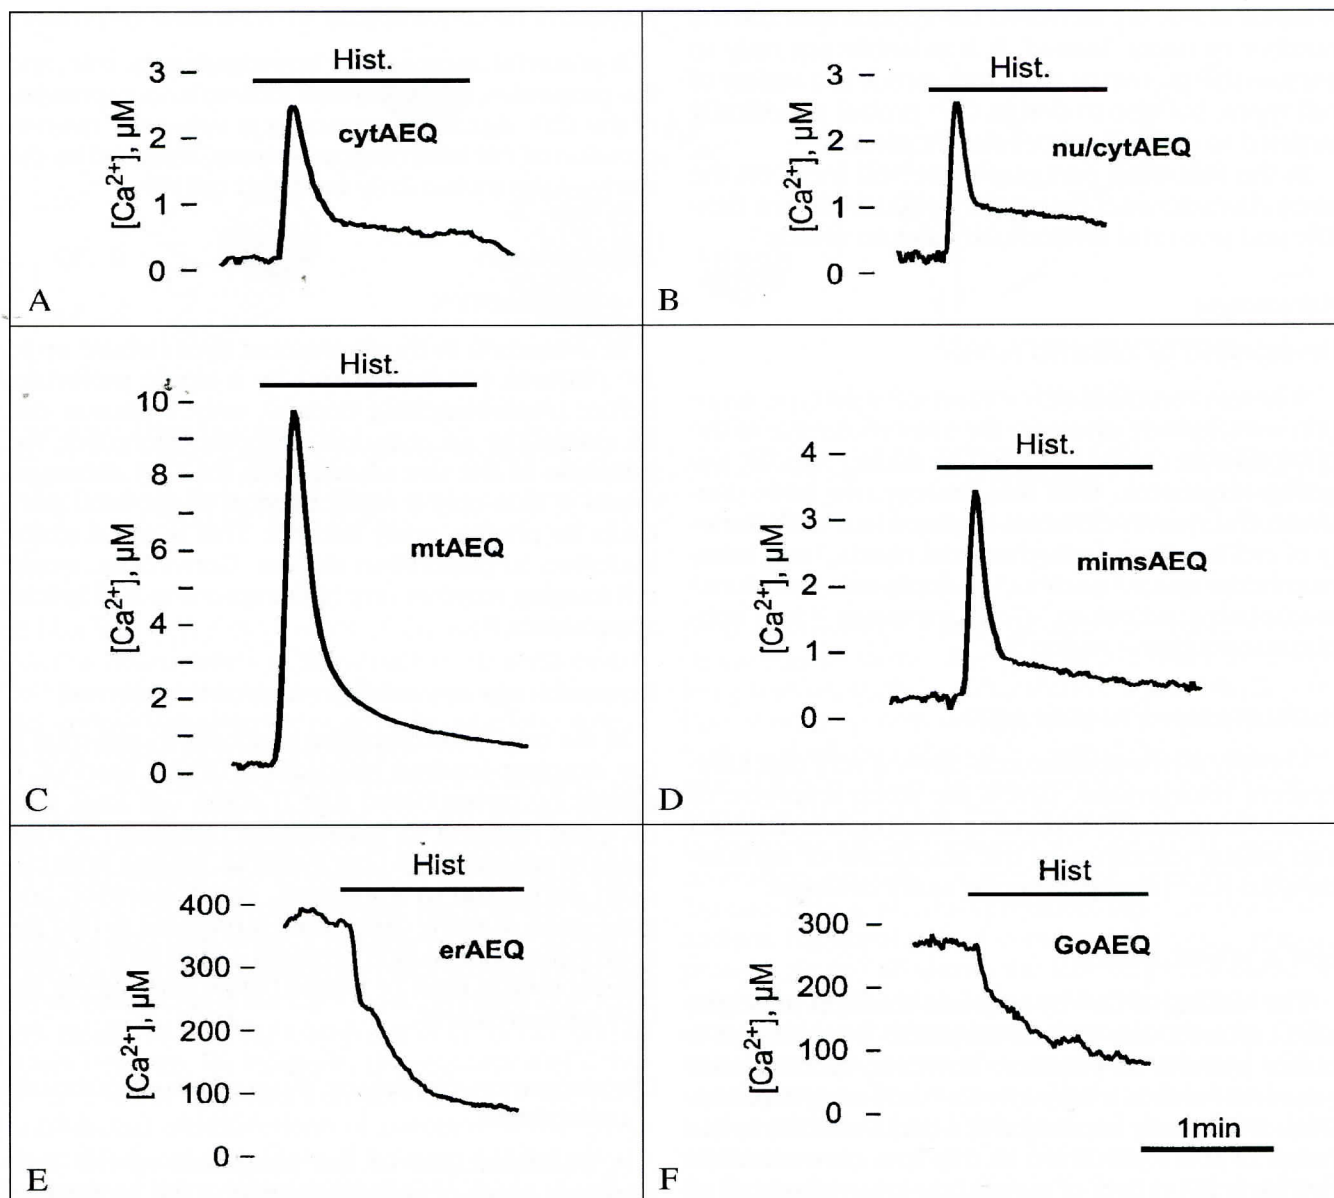 Hist.
3 –
cytAEQ
2 –
1 –
0 –
[Ca2+], µM
A
Hist.
3 –
nu/cytAEQ
2 –
1 –
0 –
[Ca2+], µM
B
Hist.
10 –
8 –
6 –
mtAEQ
4 –
2 –
0 –
[Ca2+], µM
C
Hist.
4 –
3 –
mimsAEQ
2 –
1 –
0 –
[Ca2+], µM
D
Hist
400 –
erAEQ
300 –
200 –
100 –
0 –
[Ca2+], µM
E
Hist
300 –
GoAEQ
200 –
100 –
0 –
[Ca2+], µM
1min
F